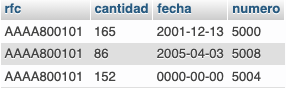 rfc cantidad fecha numero
AAAA800101 165 2001-12-13 5000
AAAA800101 86 2005-04-03 5008
AAAA800101 152 0000-00-00 5004